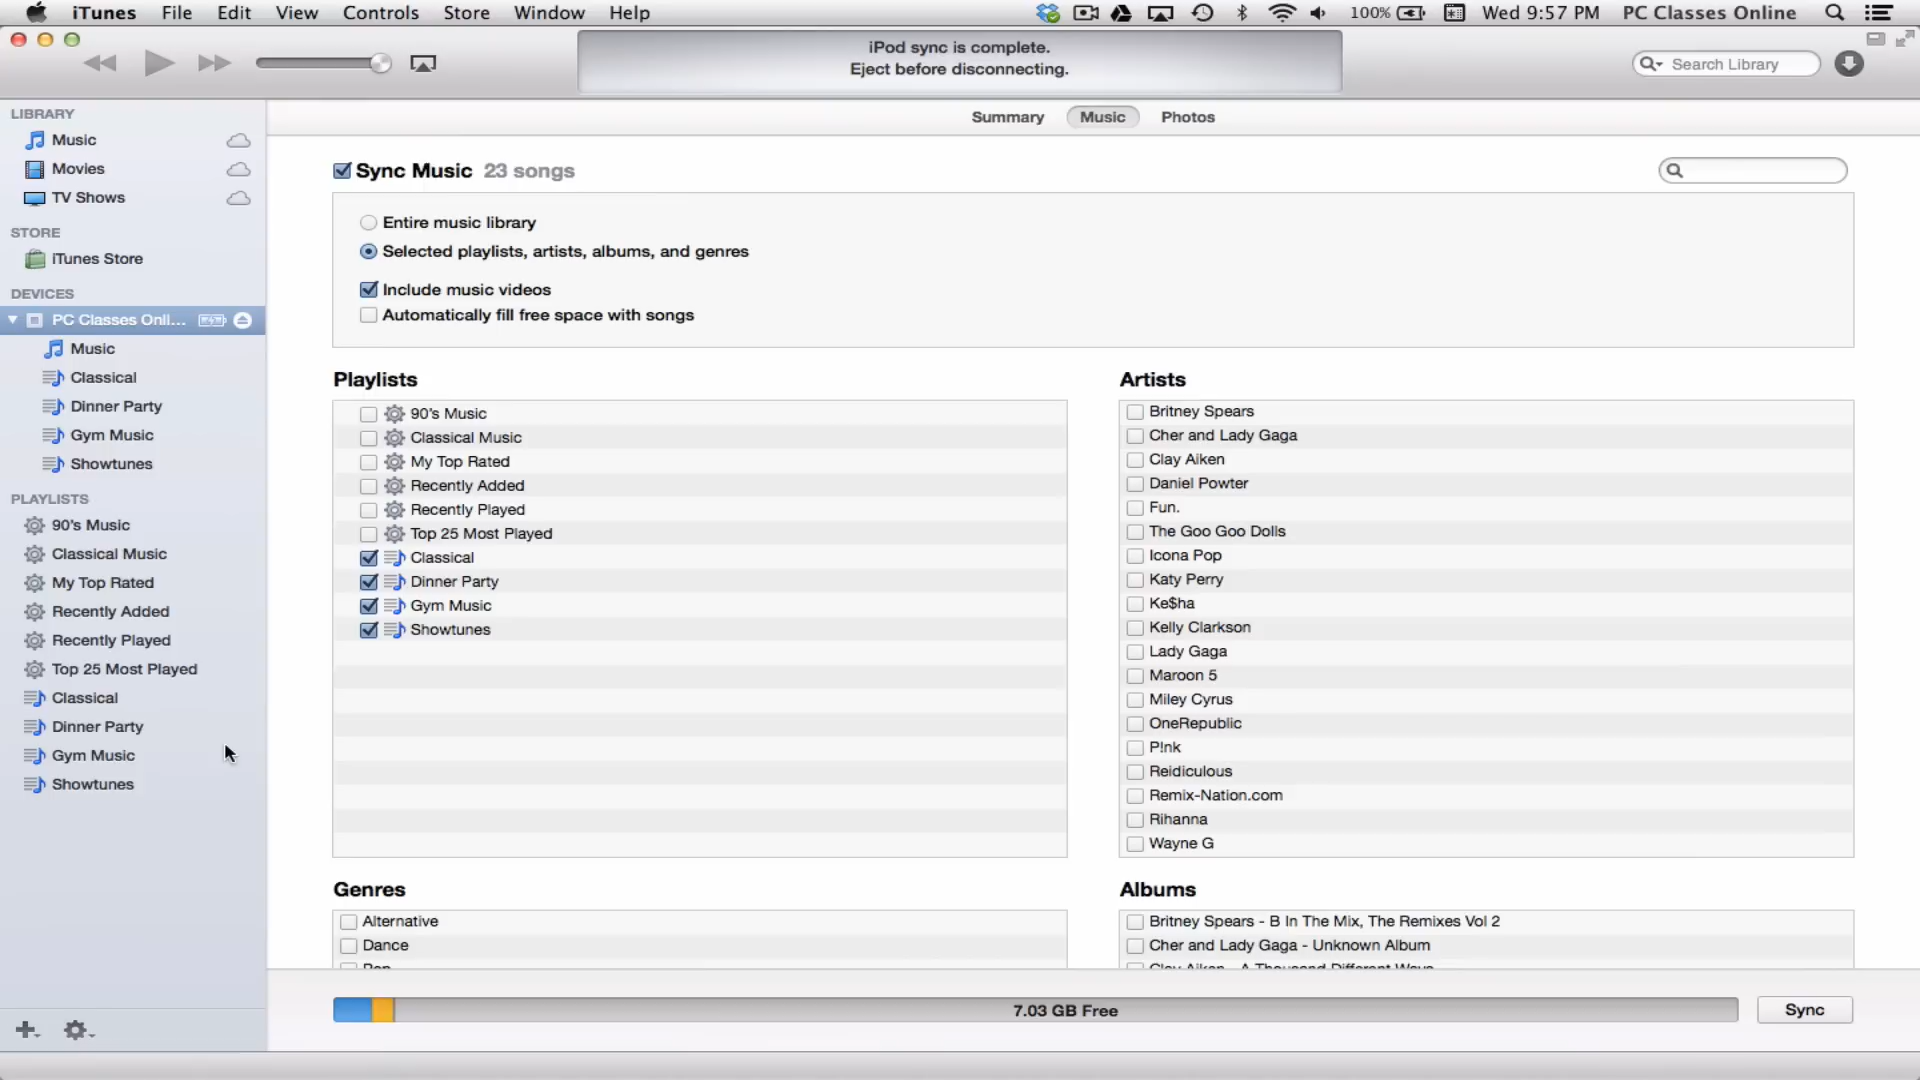 iTunes File Edit View Controls Store Window Help
100% Wed 9:57 PM PC Classes Online
iPod sync is complete.
Eject before disconnecting.
Search Library
LIBRARY
Music
Movies
TV Shows
STORE
iTunes Store
DEVICES
PC Classes Onli...
Music
Classical
Dinner Party
Gym Music
Showtunes
PLAYLISTS
90's Music
Classical Music
My Top Rated
Recently Added
Recently Played
Top 25 Most Played
Classical
Dinner Party
Gym Music
Showtunes
Summary Music Photos
Sync Music 23 songs
Entire music library
Selected playlists, artists, albums, and genres
Include music videos
Automatically fill free space with songs
Playlists
90's Music
Classical Music
My Top Rated
Recently Added
Recently Played
Top 25 Most Played
Classical
Dinner Party
Gym Music
Showtunes
Artists
Britney Spears
Cher and Lady Gaga
Clay Aiken
Daniel Powter
Fun.
The Goo Goo Dolls
Icona Pop
Katy Perry
Ke$ha
Kelly Clarkson
Lady Gaga
Maroon 5
Miley Cyrus
OneRepublic
P!nk
Reidiculous
Remix-Nation.com
Rihanna
Wayne G
Genres
Alternative
Dance
Pop
Albums
Britney Spears - B In The Mix, The Remixes Vol 2
Cher and Lady Gaga - Unknown Album
Clay Aiken - A Thousand Different Ways
7.03 GB Free
Sync